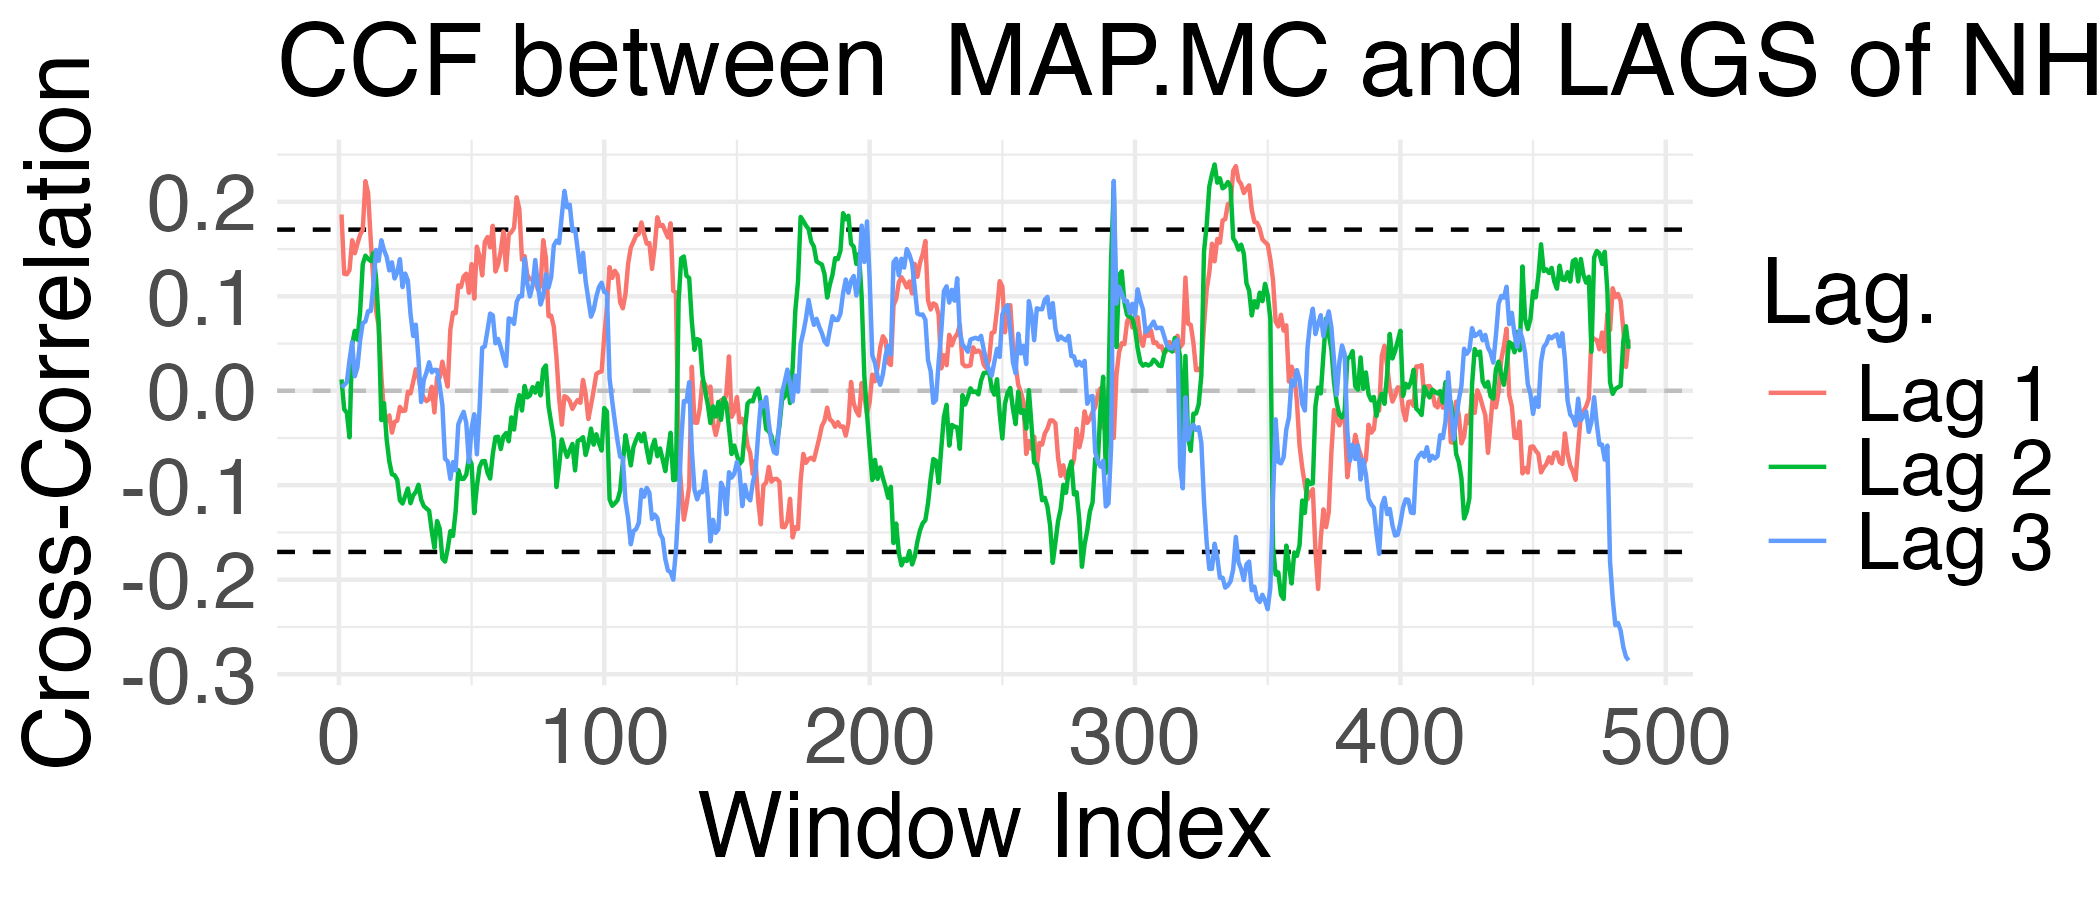 CCF between  MAP.MC and LAGS of NH
Cross-Correlation
0.2
0.1
0.0
-0.1
-0.2
-0.3
0 100 200 300 400 500
Window Index
Lag.
Lag 1
Lag 2
Lag 3